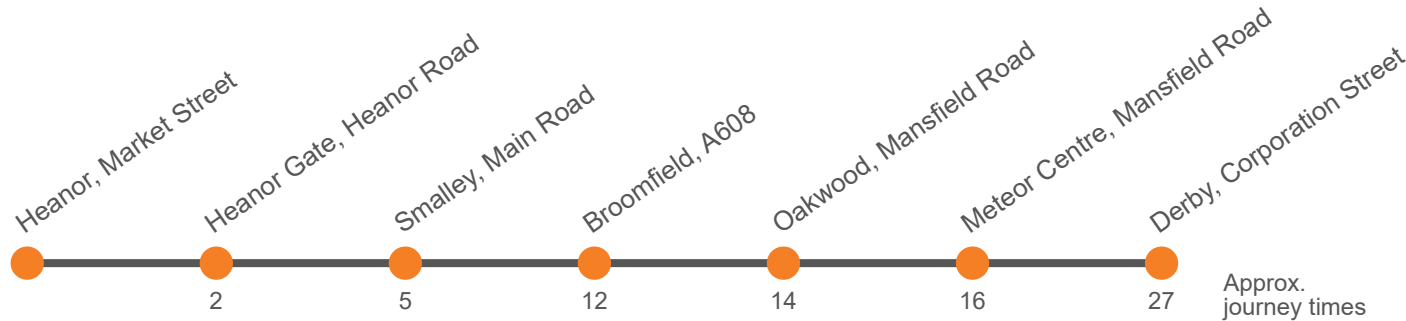 Heanor, Market Street
Heanor Gate, Heanor Road
Smalley, Main Road
Broomfield, A608
Oakwood, Mansfield Road
Meteor Centre, Mansfield Road
Derby, Corporation Street
2
5
12
14
16
27
Approx.
journey times